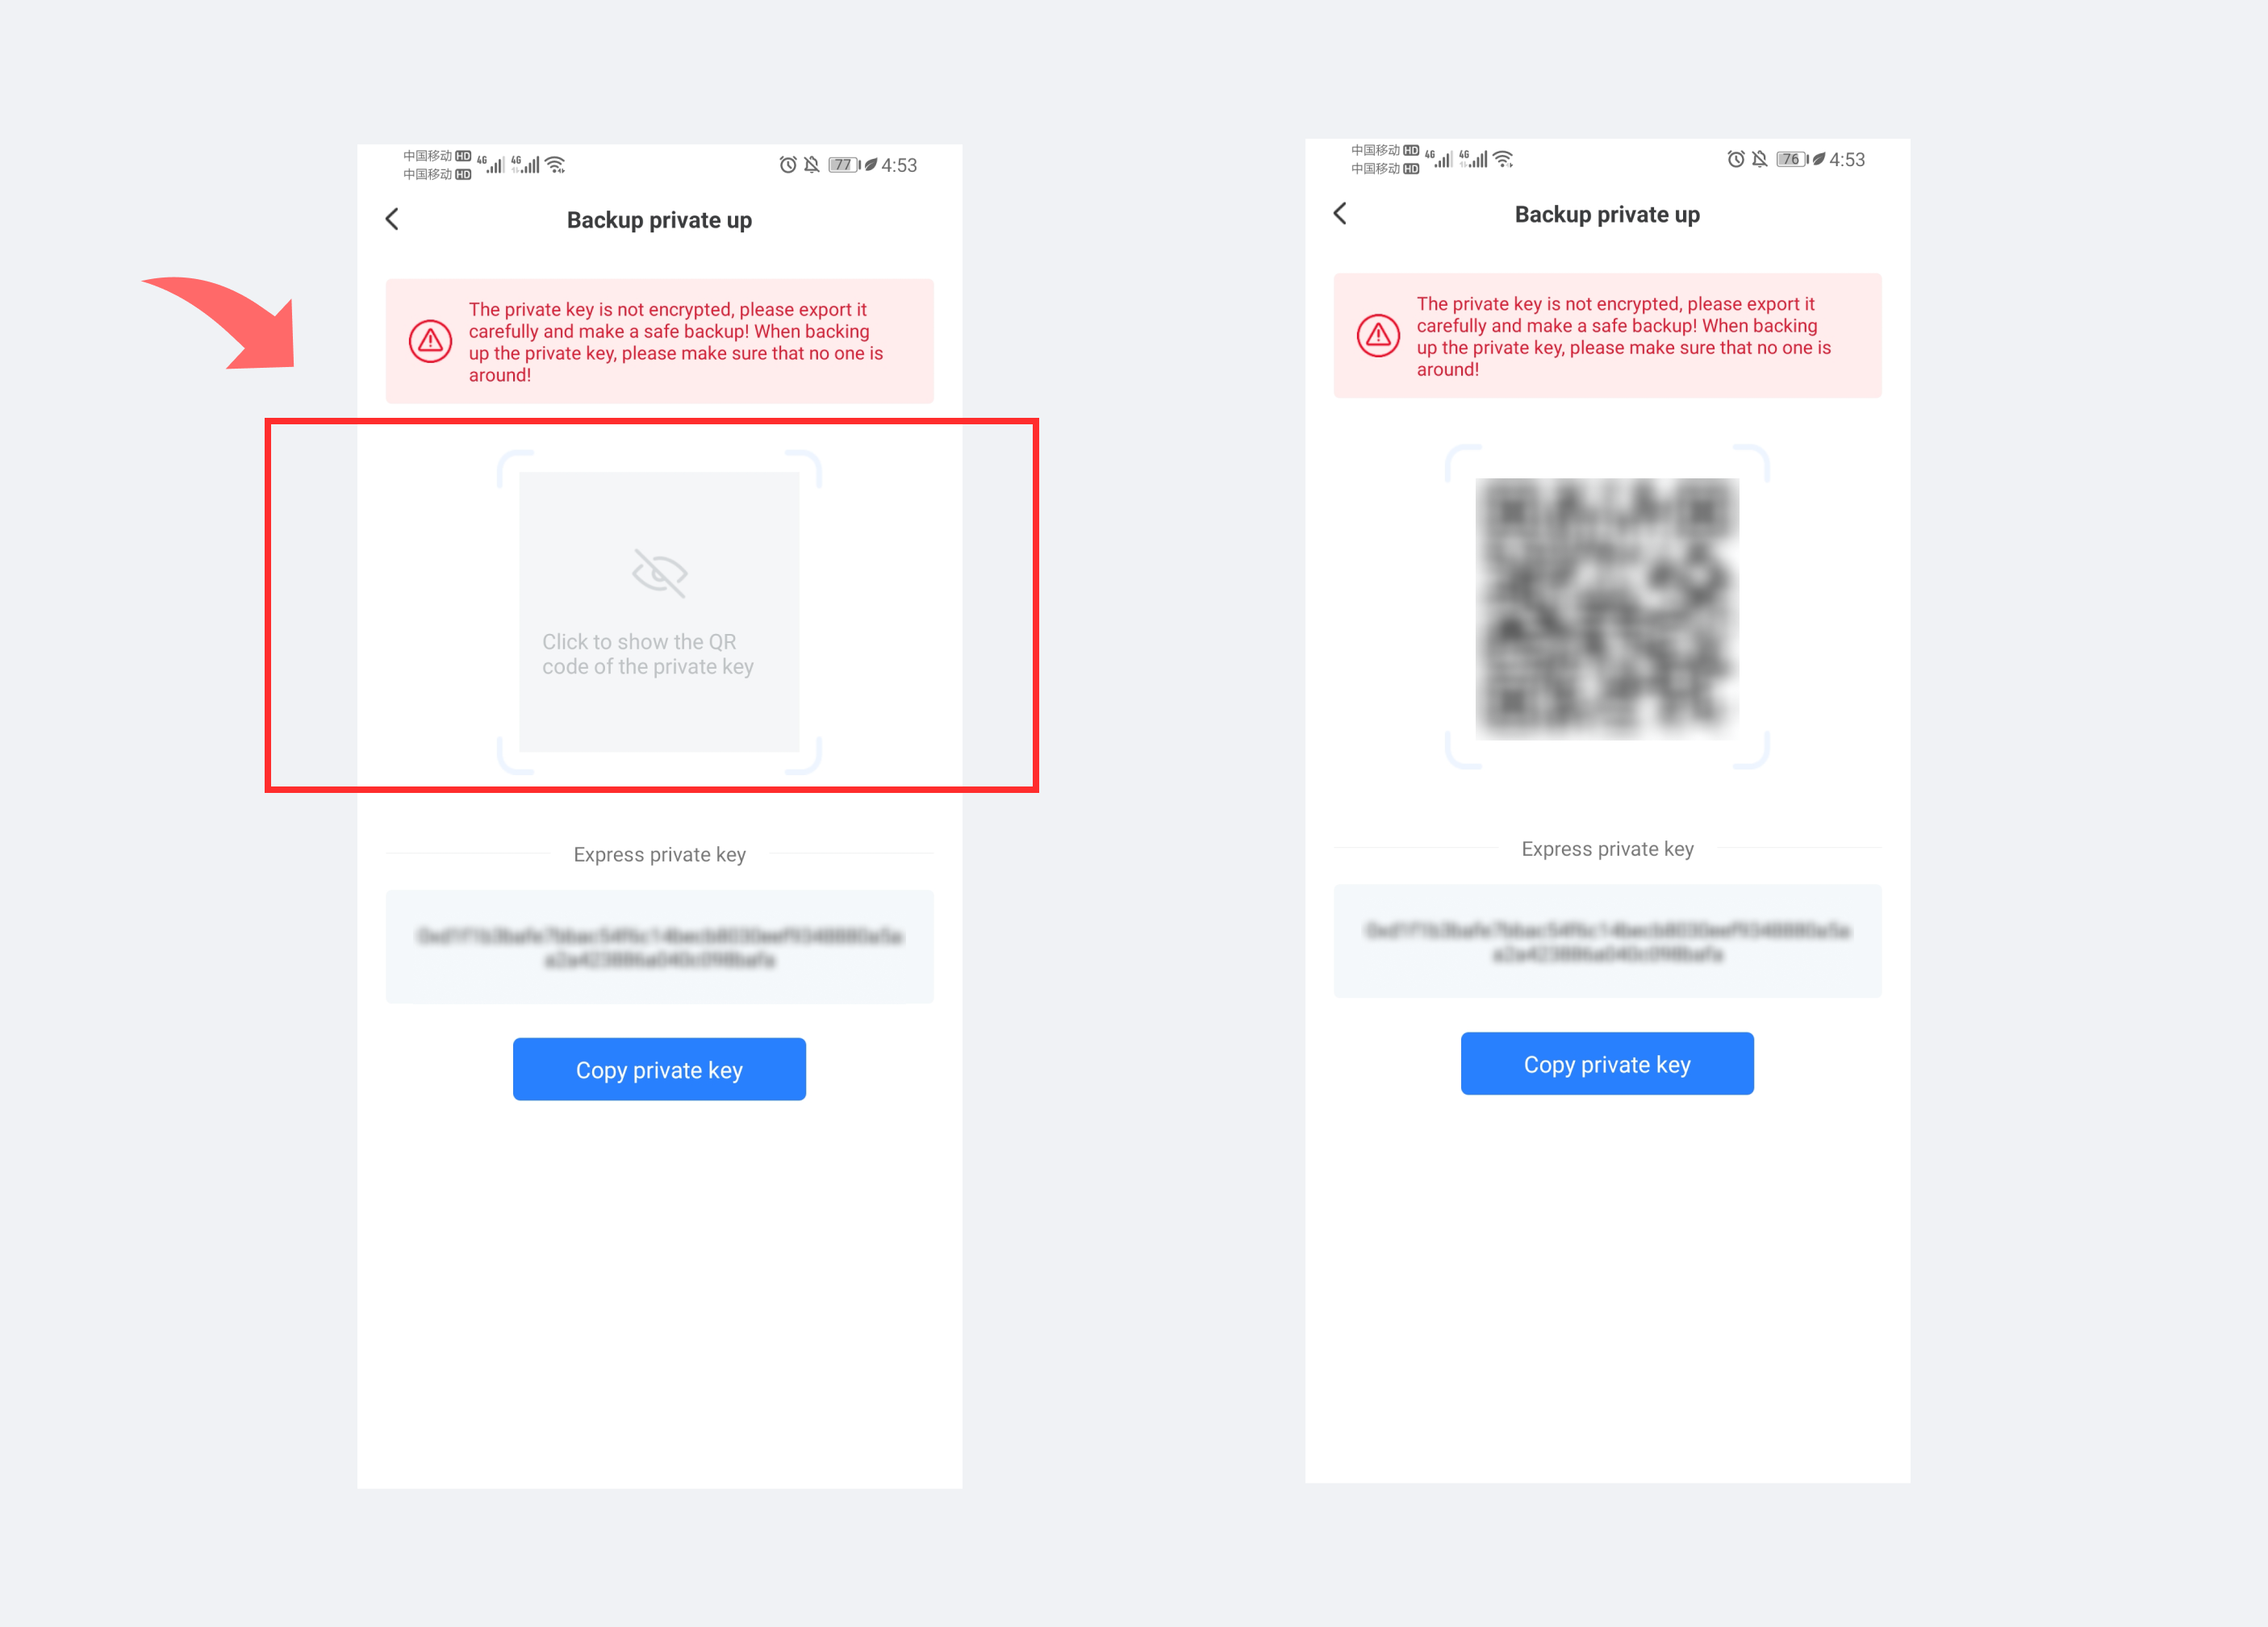 中国移动 HD 4G 4G 77 4:53
中国移动 HD
Backup private up
The private key is not encrypted, please export it
carefully and make a safe backup! When backing
up the private key, please make sure that no one is
around!
Click to show the QR
code of the private key
Express private key
Copy private key
中国移动 HD 4G 4G 76 4:53
中国移动 HD
Backup private up
The private key is not encrypted, please export it
carefully and make a safe backup! When backing
up the private key, please make sure that no one is
around!
Express private key
Copy private key